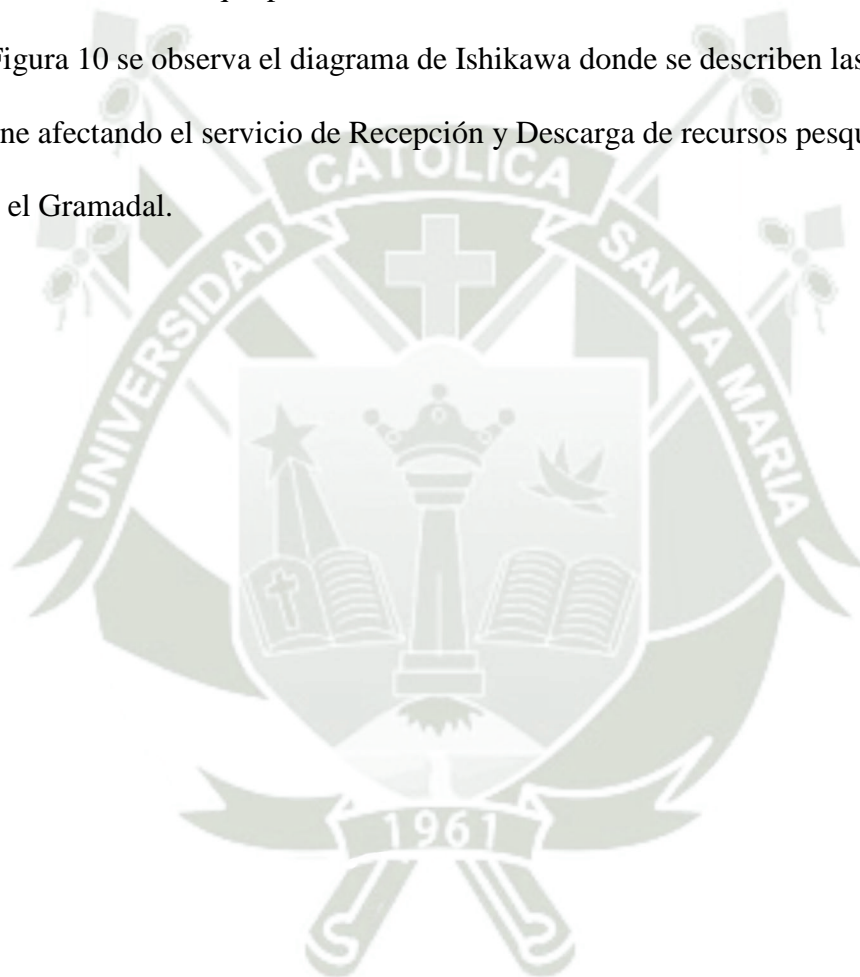 Figura 10 se observa el diagrama de Ishikawa donde se describen las
ne afectando el servicio de Recepción y Descarga de recursos pesqu
el Gramadal.
UNIVERSIDAD CATOLICA SANTA MARIA
1961